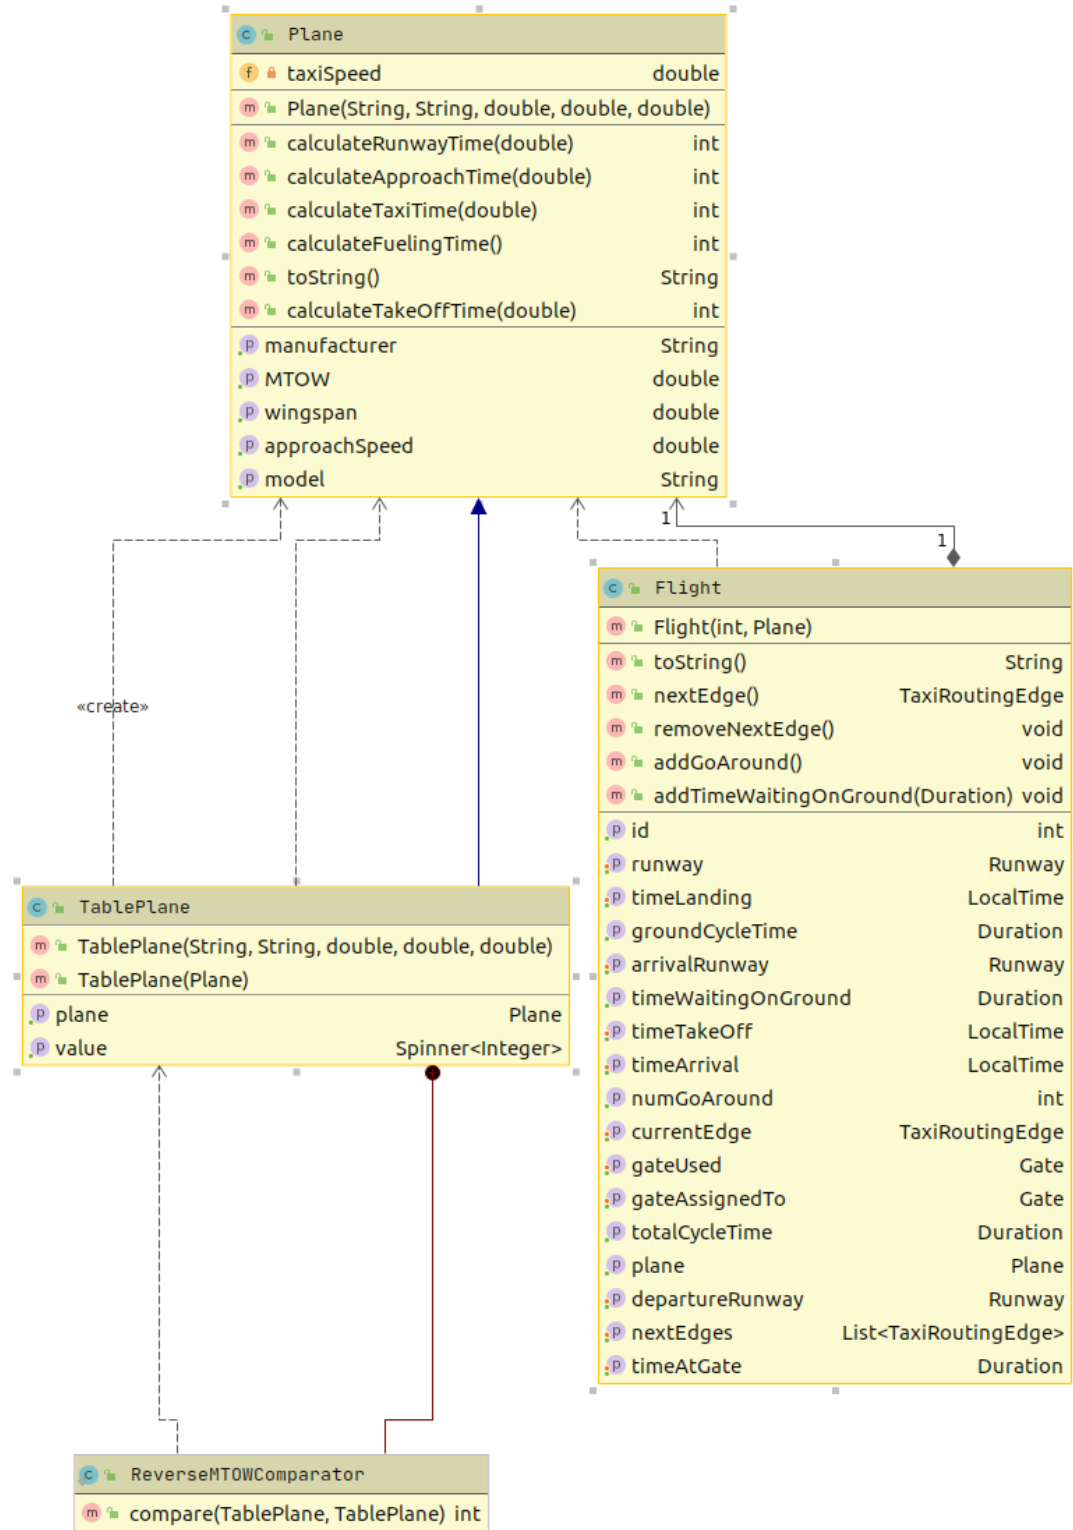 Plane
taxiSpeed double
Plane(String, String, double, double, double)
calculateRunwayTime(double) int
calculateApproachTime(double) int
calculateTaxiTime(double) int
calculateFuelingTime() int
toString() String
calculateTakeOffTime(double) int
manufacturer String
MTOW double
wingspan double
approachSpeed double
model String
1
1
Flight
Flight(int, Plane)
toString() String
nextEdge() TaxiRoutingEdge
removeNextEdge() void
addGoAround() void
addTimeWaitingOnGround(Duration) void
id int
runway Runway
timeLanding LocalTime
groundCycleTime Duration
arrivalRunway Runway
timeWaitingOnGround Duration
timeTakeOff LocalTime
timeArrival LocalTime
numGoAround int
currentEdge TaxiRoutingEdge
gateUsed Gate
gateAssignedTo Gate
totalCycleTime Duration
plane Plane
departureRunway Runway
nextEdges List<TaxiRoutingEdge>
timeAtGate Duration
«create»
TablePlane
TablePlane(String, String, double, double, double)
TablePlane(Plane)
plane Plane
value Spinner<Integer>
ReverseMTOWComparator
compare(TablePlane, TablePlane) int